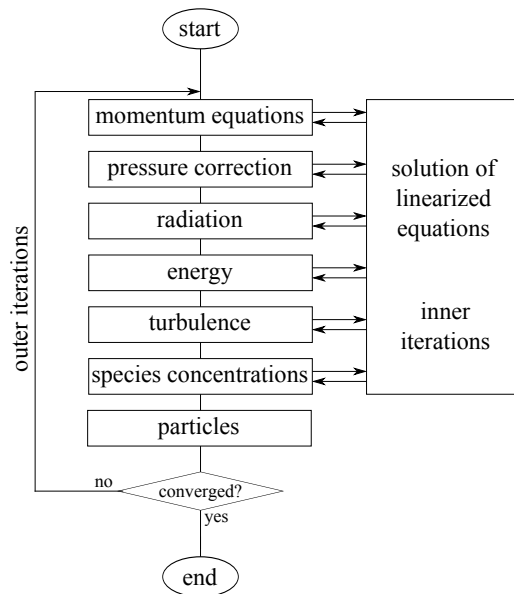 start
momentum equations
pressure correction
radiation
energy
turbulence
species concentrations
particles
converged?
no
yes
end
outer iterations
solution of
linearized
equations
inner
iterations